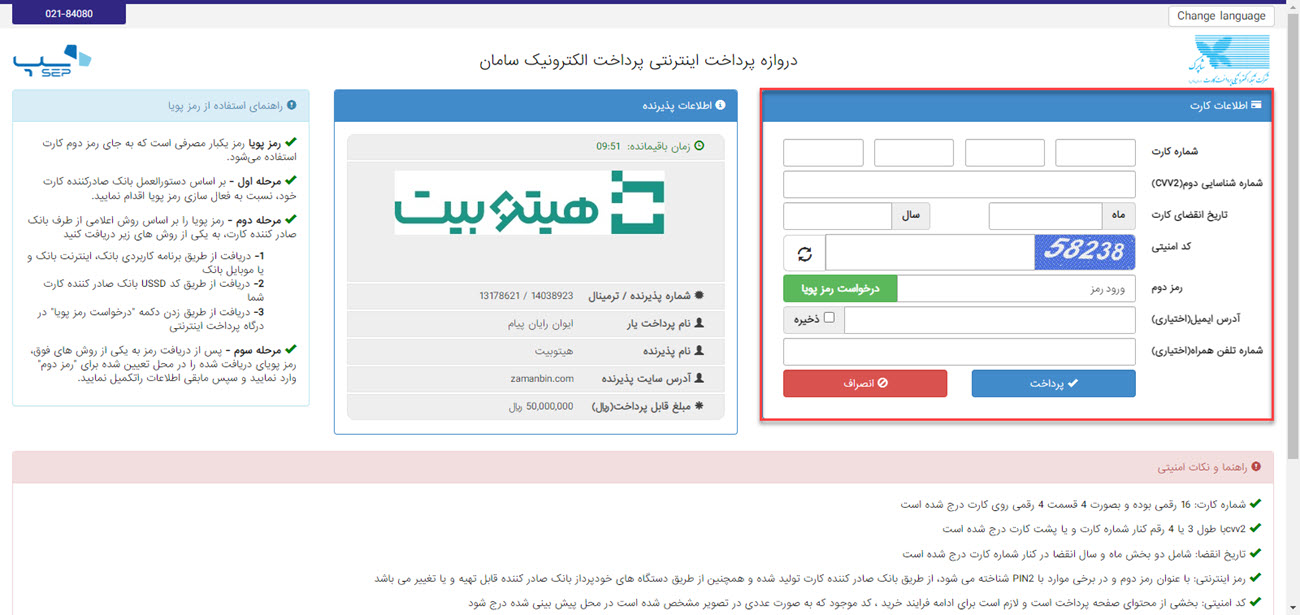 021-84080
Change language
سپ
SEP
دروازه پرداخت اینترنتی پرداخت الکترونیک سامان
اطلاعات کارت
شماره کارت
شماره شناسایی دوم(CVV2)
تاریخ انقضای کارت
ماه
سال
کد امنیتی
58238
رمز دوم
ورود رمز
درخواست رمز پویا
آدرس ایمیل(اختیاری)
ذخیره
شماره تلفن همراه(اختیاری)
پرداخت
انصراف
اطلاعات پذیرنده
زمان باقیمانده: 09:51
هیتوبیت
شماره پذیرنده / ترمینال
13178621 / 14038923
نام پرداخت یار
ایوان رایان پیام
نام پذیرنده
هیتوبیت
آدرس سایت پذیرنده
zamanbin.com
مبلغ قابل پرداخت(ریال)
50,000,000 ریال
راهنمای استفاده از رمز پویا
رمز پویا رمز یکبار مصرفی است که به جای رمز دوم کارت
استفاده می‌شود.
مرحله اول - بر اساس دستورالعمل بانک صادرکننده کارت
خود، نسبت به فعال سازی رمز پویا اقدام نمایید.
مرحله دوم - رمز پویا را بر اساس روش اعلامی از طرف بانک
صادر کننده کارت، به یکی از روش های زیر دریافت کنید
1- دریافت از طریق برنامه کاربردی بانک، اینترنت بانک و
یا موبایل بانک
2- دریافت از طریق کد USSD بانک صادر کننده کارت
شما
3- دریافت از طریق زدن دکمه "درخواست رمز پویا" در
درگاه پرداخت اینترنتی
مرحله سوم - پس از دریافت رمز به یکی از روش های فوق،
رمز پویای دریافت شده را در محل تعیین شده برای "رمز دوم"
وارد نمایید و سپس مابقی اطلاعات راتکمیل نمایید.
راهنما و نکات امنیتی
شماره کارت: 16 رقمی بوده و بصورت 4 قسمت 4 رقمی روی کارت درج شده است
cvv2با طول 3 یا 4 رقم کنار شماره کارت و یا پشت کارت درج شده است
تاریخ انقضا: شامل دو بخش ماه و سال انقضا در کنار شماره کارت درج شده است
رمز اینترنتی: با عنوان رمز دوم و در برخی موارد با PIN2 شناخته می شود، از طریق بانک صادر کننده کارت تولید شده و همچنین از طریق دستگاه های خودپرداز بانک صادر کننده قابل تهیه و یا تغییر می باشد
کد امنیتی: بخشی از محتوای صفحه پرداخت است و لازم است برای ادامه فرایند خرید ، کد موجود که به صورت عددی در تصویر مشخص شده است در محل پیش بینی شده درج شود